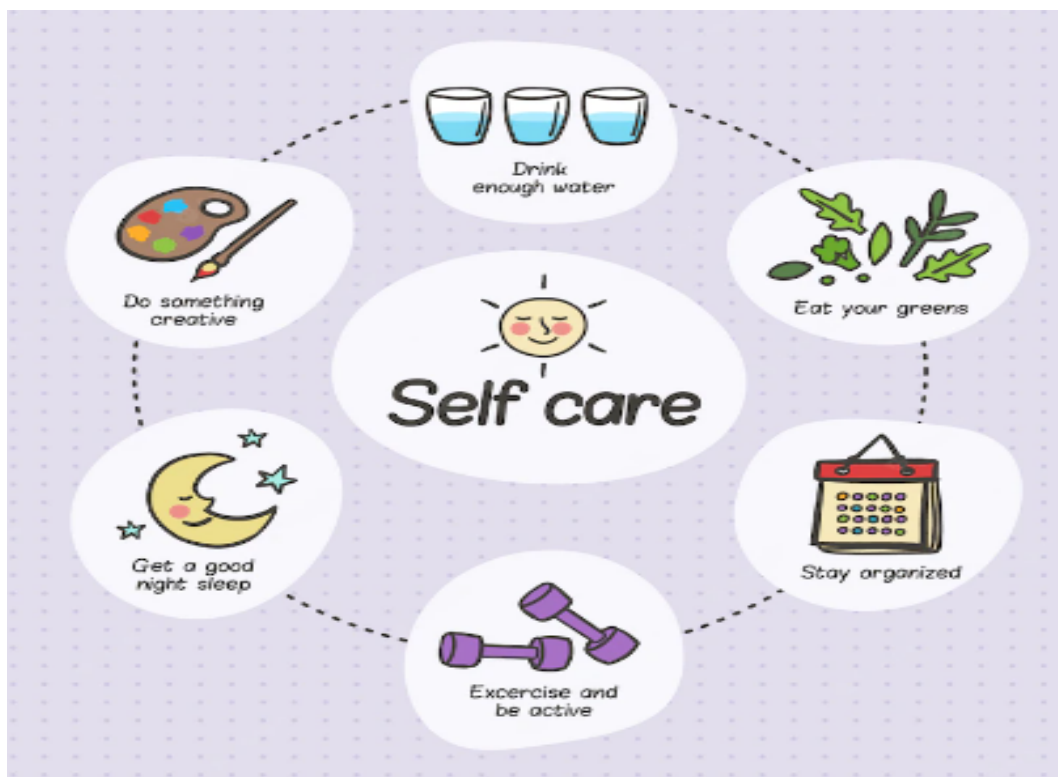 Drink
enough water
Do something
creative
Eat your greens
Self care
Get a good
night sleep
Stay organized
Excercise and
be active